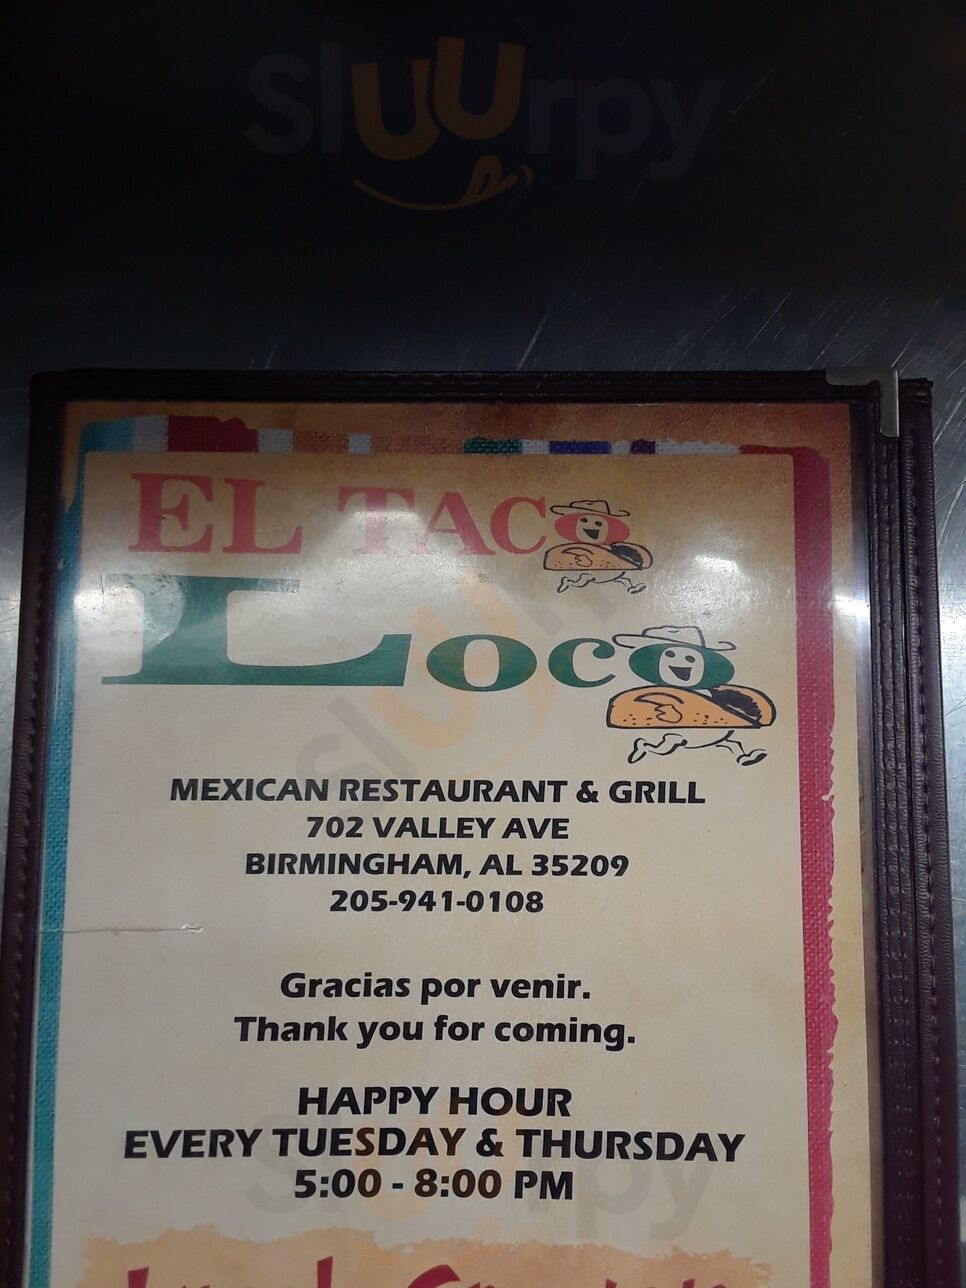 Sluurpy
EL TACO
LOCO
MEXICAN RESTAURANT & GRILL
702 VALLEY AVE
BIRMINGHAM, AL 35209
205-941-0108
Gracias por venir.
Thank you for coming.
HAPPY HOUR
EVERY TUESDAY & THURSDAY
5:00 - 8:00 PM